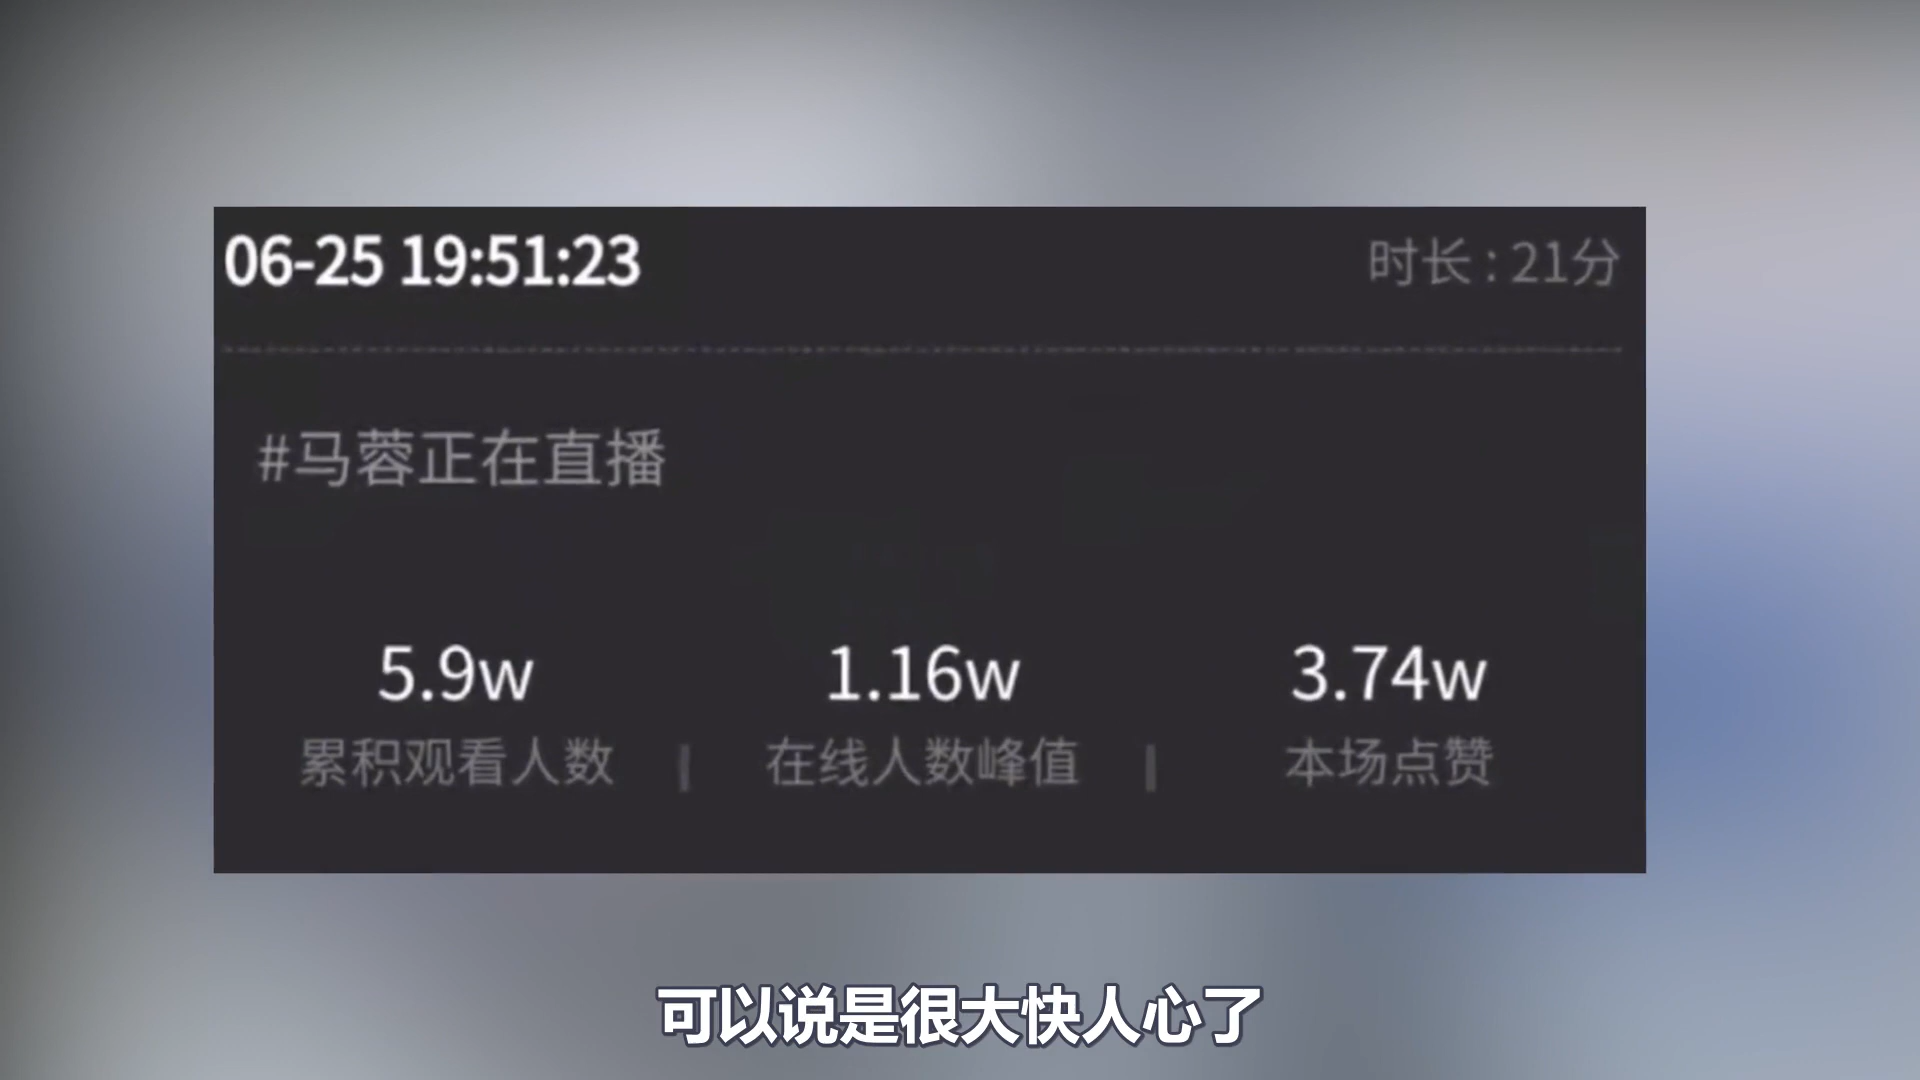 06-25 19:51:23
时长 : 21分
#马蓉正在直播
5.9w
1.16w
3.74w
累积观看人数 | 在线人数峰值 | 本场点赞
可以说是很大快人心了